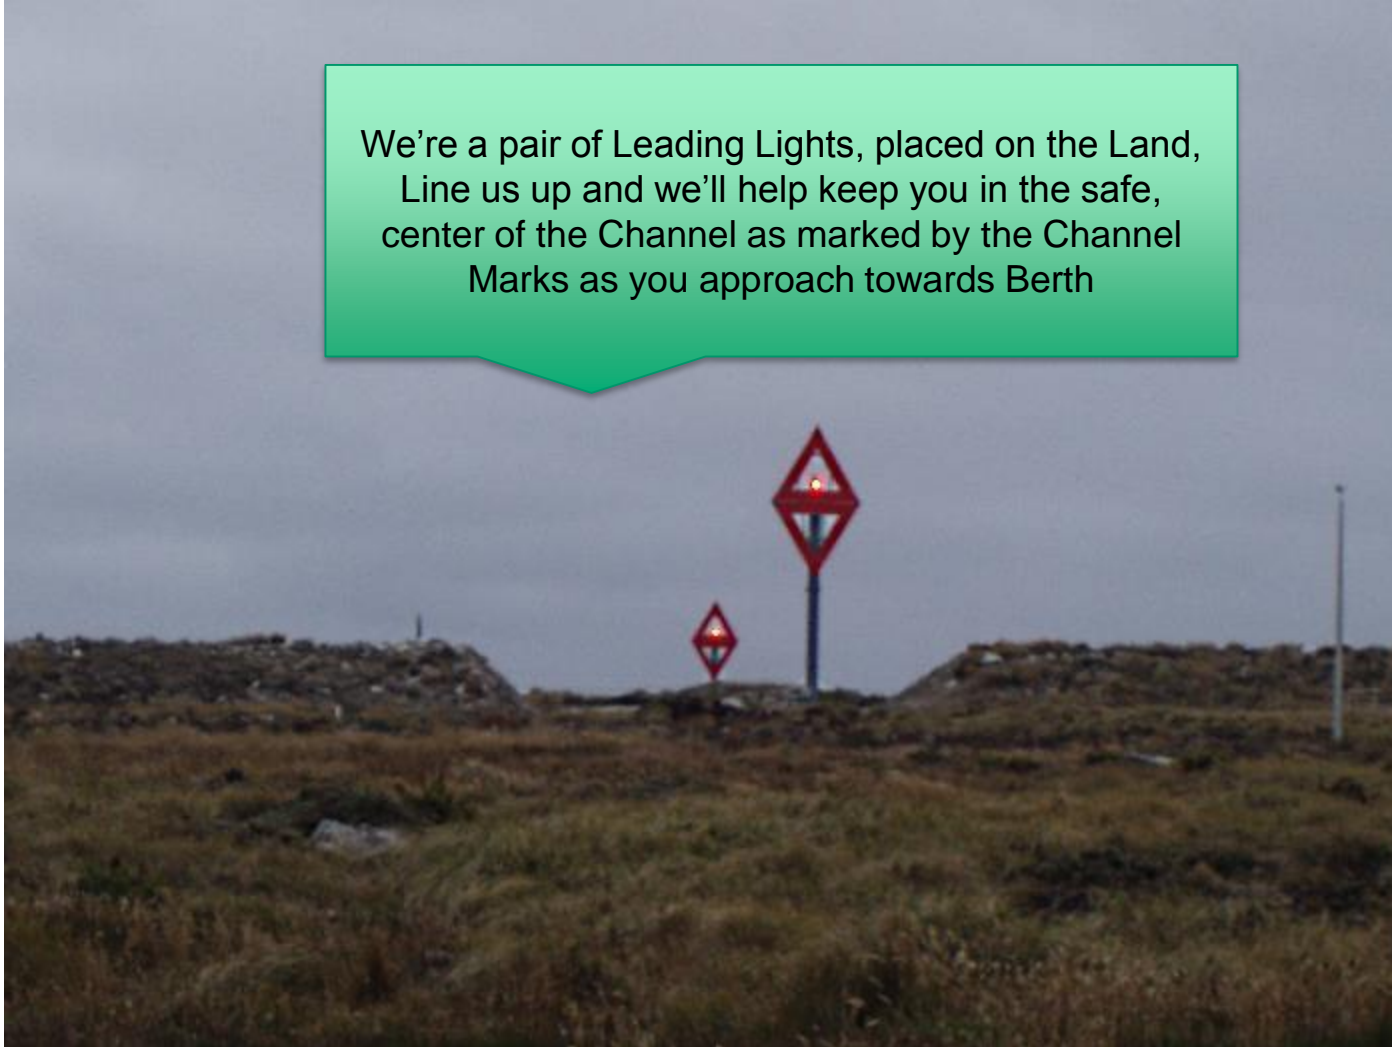 We’re a pair of Leading Lights, placed on the Land,
Line us up and we’ll help keep you in the safe,
center of the Channel as marked by the Channel
Marks as you approach towards Berth